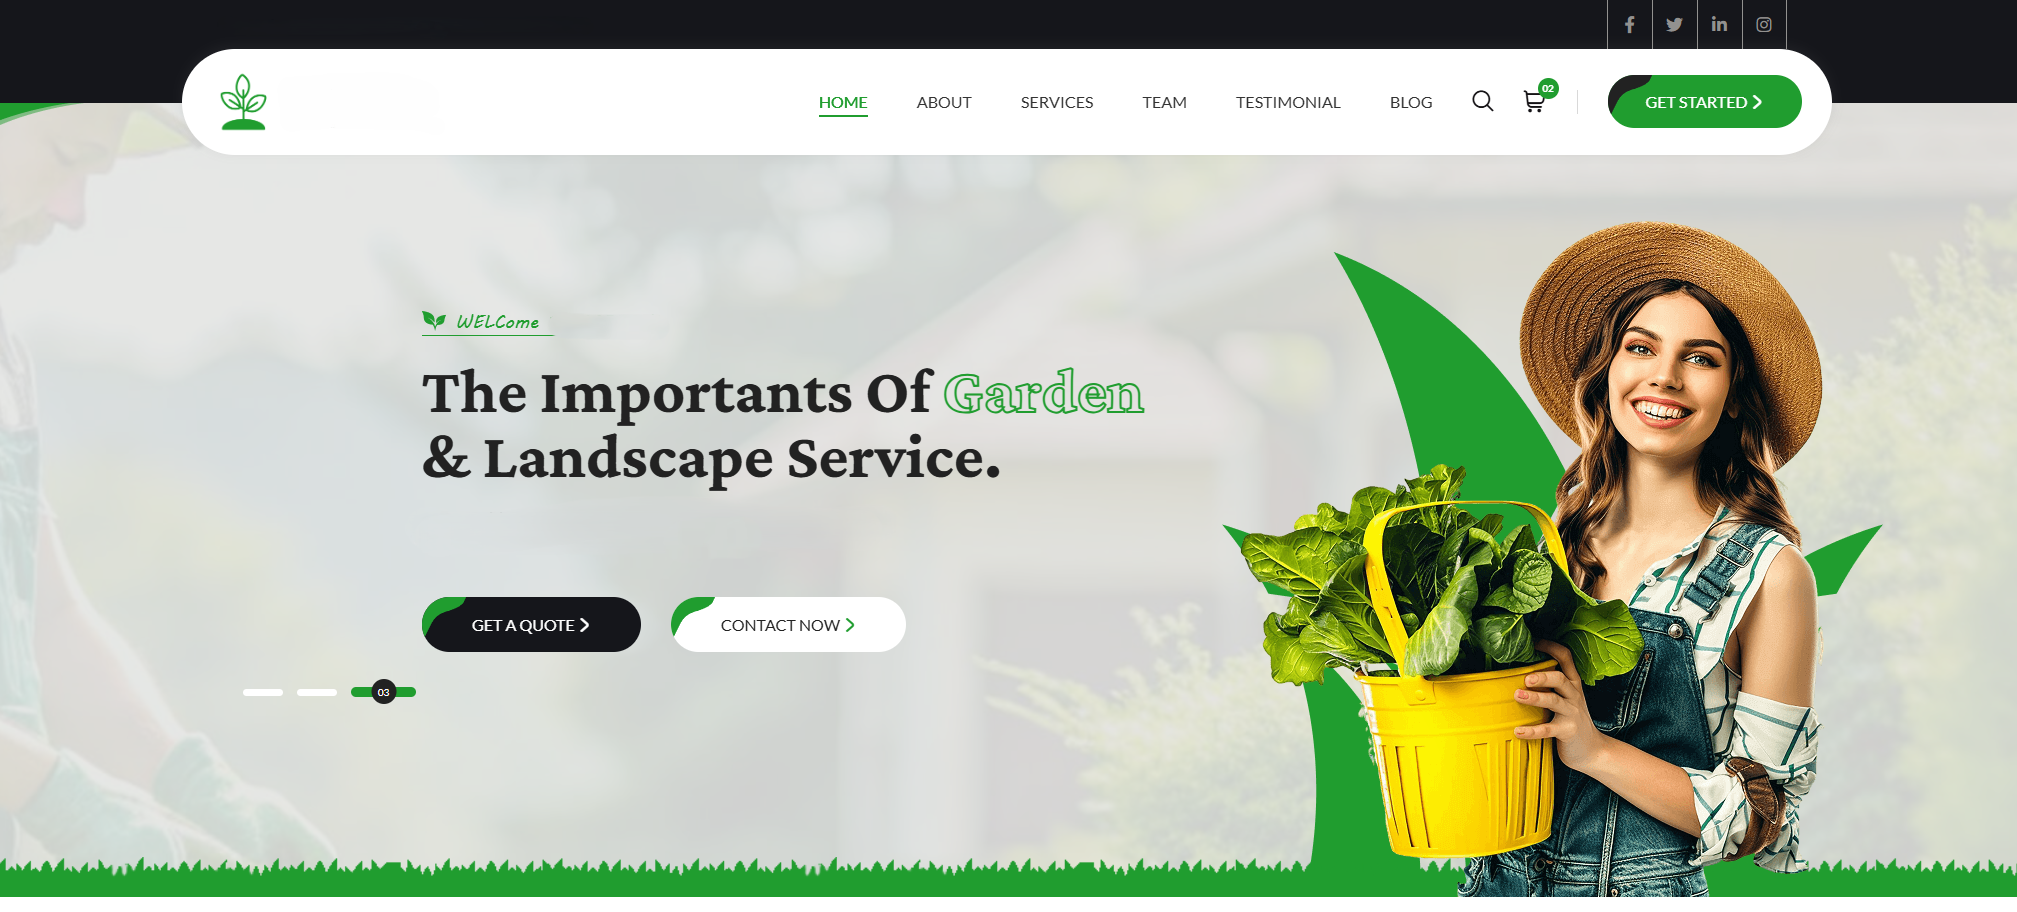 HOME ABOUT SERVICES TEAM TESTIMONIAL BLOG 02 GET STARTED
WELCome
The Importants Of Garden
& Landscape Service.
GET A QUOTE CONTACT NOW
03